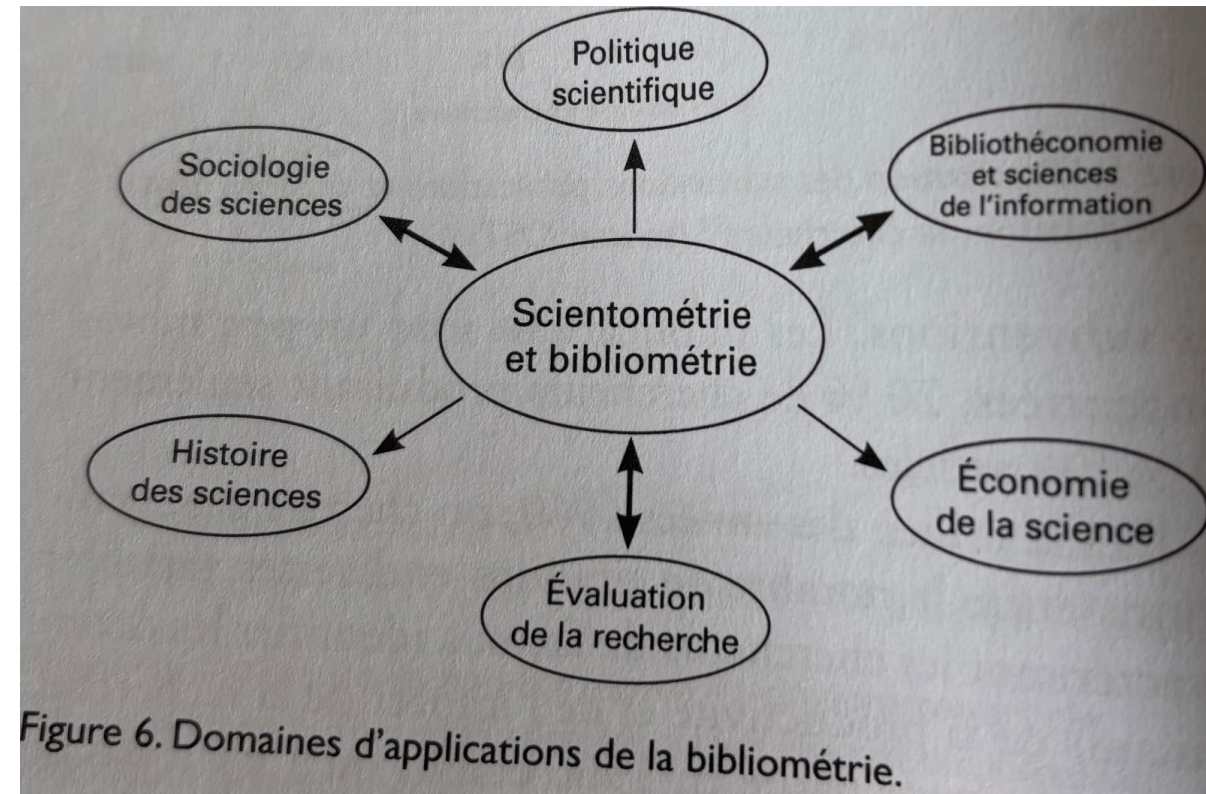 Politique
scientifique
Sociologie
des sciences
Bibliothéconomie
et sciences
de l'information
Scientométrie
et bibliométrie
Histoire
des sciences
Économie
de la science
Évaluation
de la recherche
Figure 6. Domaines d'applications de la bibliométrie.